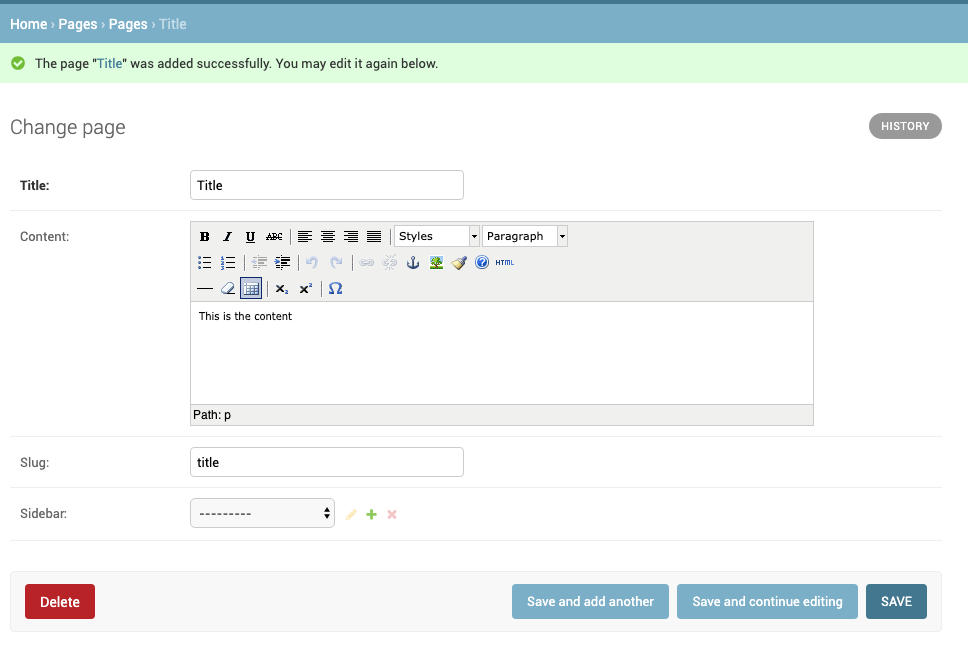 Home › Pages › Pages › Title
The page "Title" was added successfully. You may edit it again below.
Change page
HISTORY
Title:
Title
Content:
B I U ABC Styles Paragraph
HTML
x₂ x² Ω
This is the content
Path: p
Slug:
title
Sidebar:
---------
Delete
Save and add another
Save and continue editing
SAVE